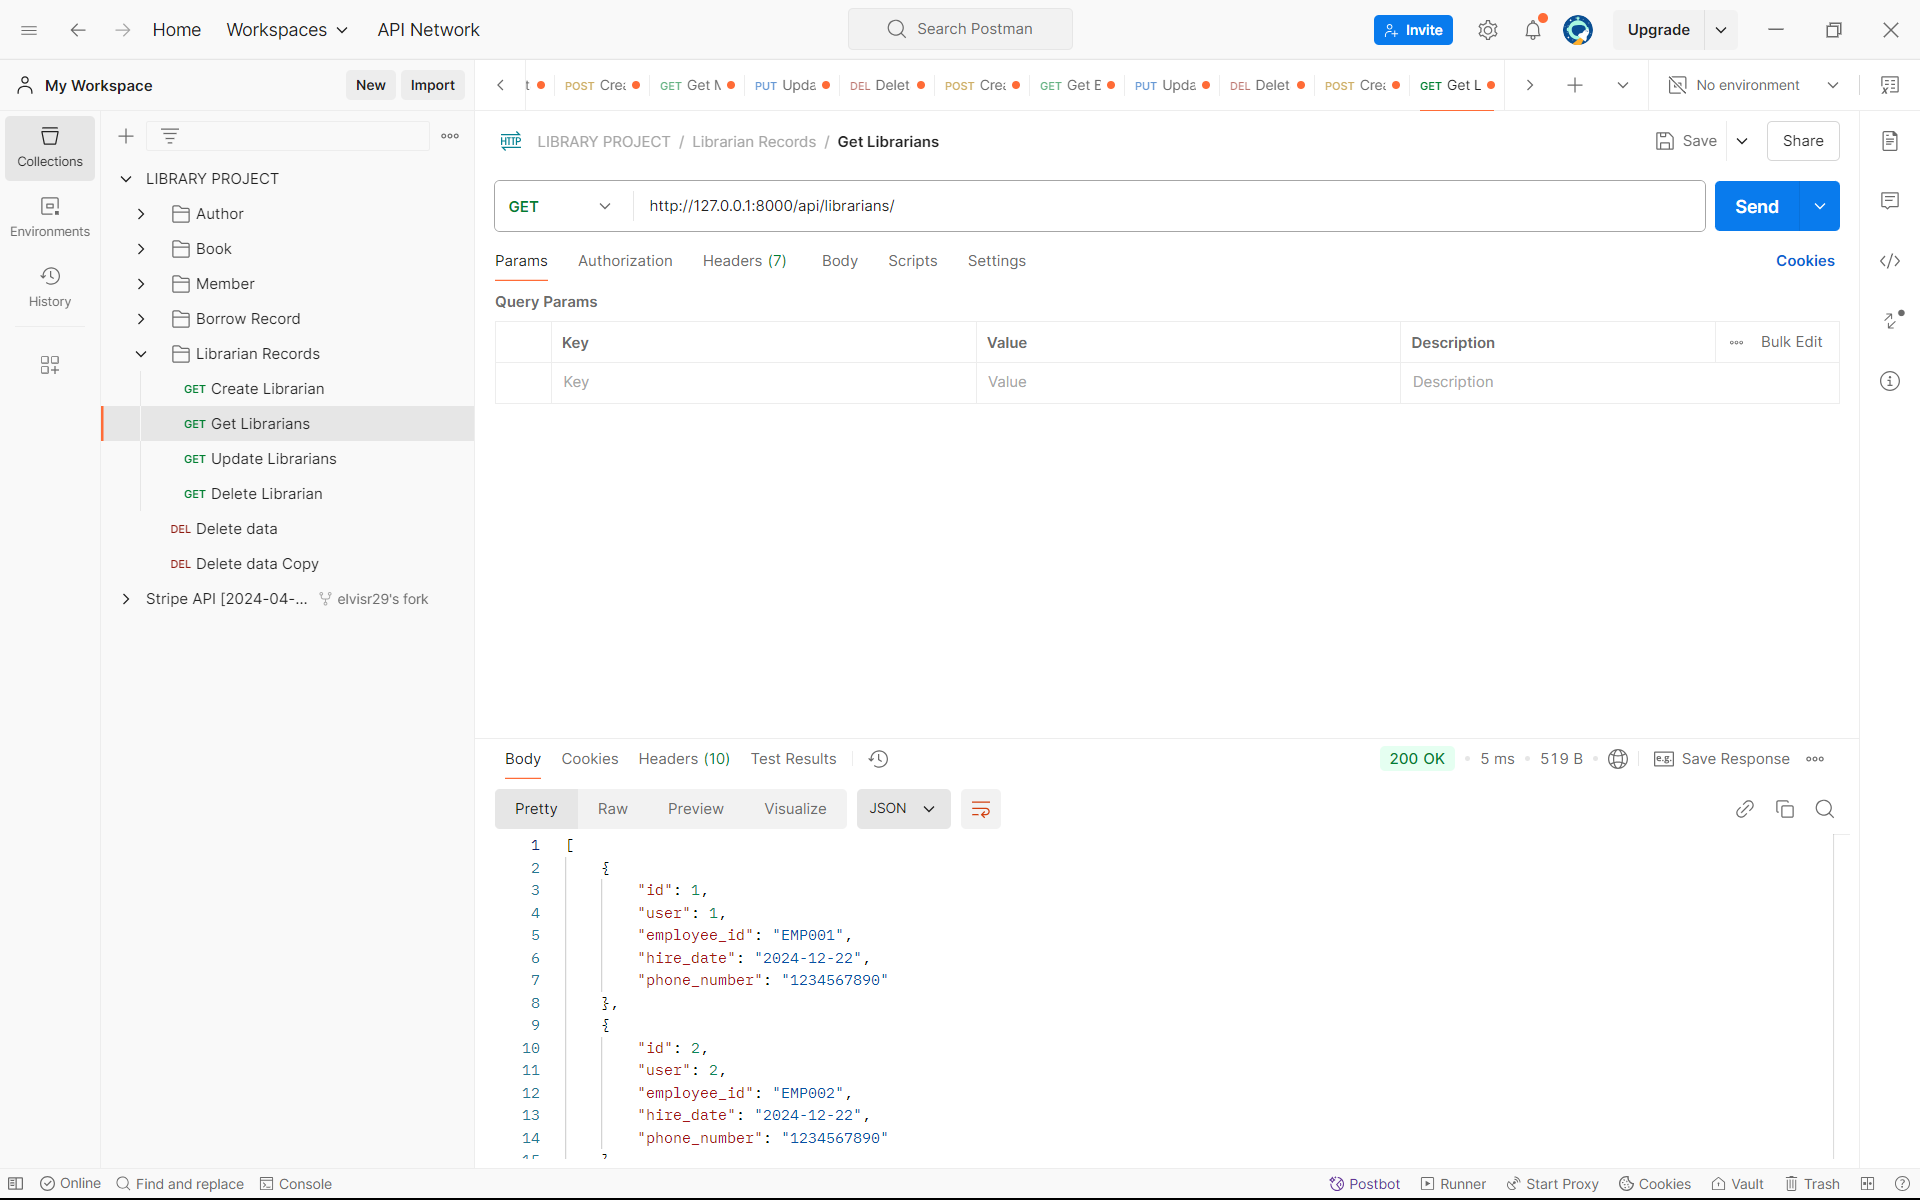 Home Workspaces API Network Search Postman Invite Upgrade
My Workspace New Import
t POST Crea GET Get M PUT Upda DEL Delet POST Crea GET Get B PUT Upda DEL Delet POST Crea GET Get L No environment
Collections
Environments
History
LIBRARY PROJECT
Author
Book
Member
Borrow Record
Librarian Records
GET Create Librarian
GET Get Librarians
GET Update Librarians
GET Delete Librarian
DEL Delete data
DEL Delete data Copy
Stripe API [2024-04-... elvisr29's fork
HTTP LIBRARY PROJECT / Librarian Records / Get Librarians Save Share
GET http://127.0.0.1:8000/api/librarians/ Send
Params Authorization Headers (7) Body Scripts Settings Cookies
Query Params
Key Value Description Bulk Edit
Key Value Description
Body Cookies Headers (10) Test Results 200 OK 5 ms 519 B e.g. Save Response
Pretty Raw Preview Visualize JSON
1 [
2 {
3 "id": 1,
4 "user": 1,
5 "employee_id": "EMP001",
6 "hire_date": "2024-12-22",
7 "phone_number": "1234567890"
8 },
9 {
10 "id": 2,
11 "user": 2,
12 "employee_id": "EMP002",
13 "hire_date": "2024-12-22",
14 "phone_number": "1234567890"
15 }
Online Find and replace Console Postbot Runner Start Proxy Cookies Vault Trash